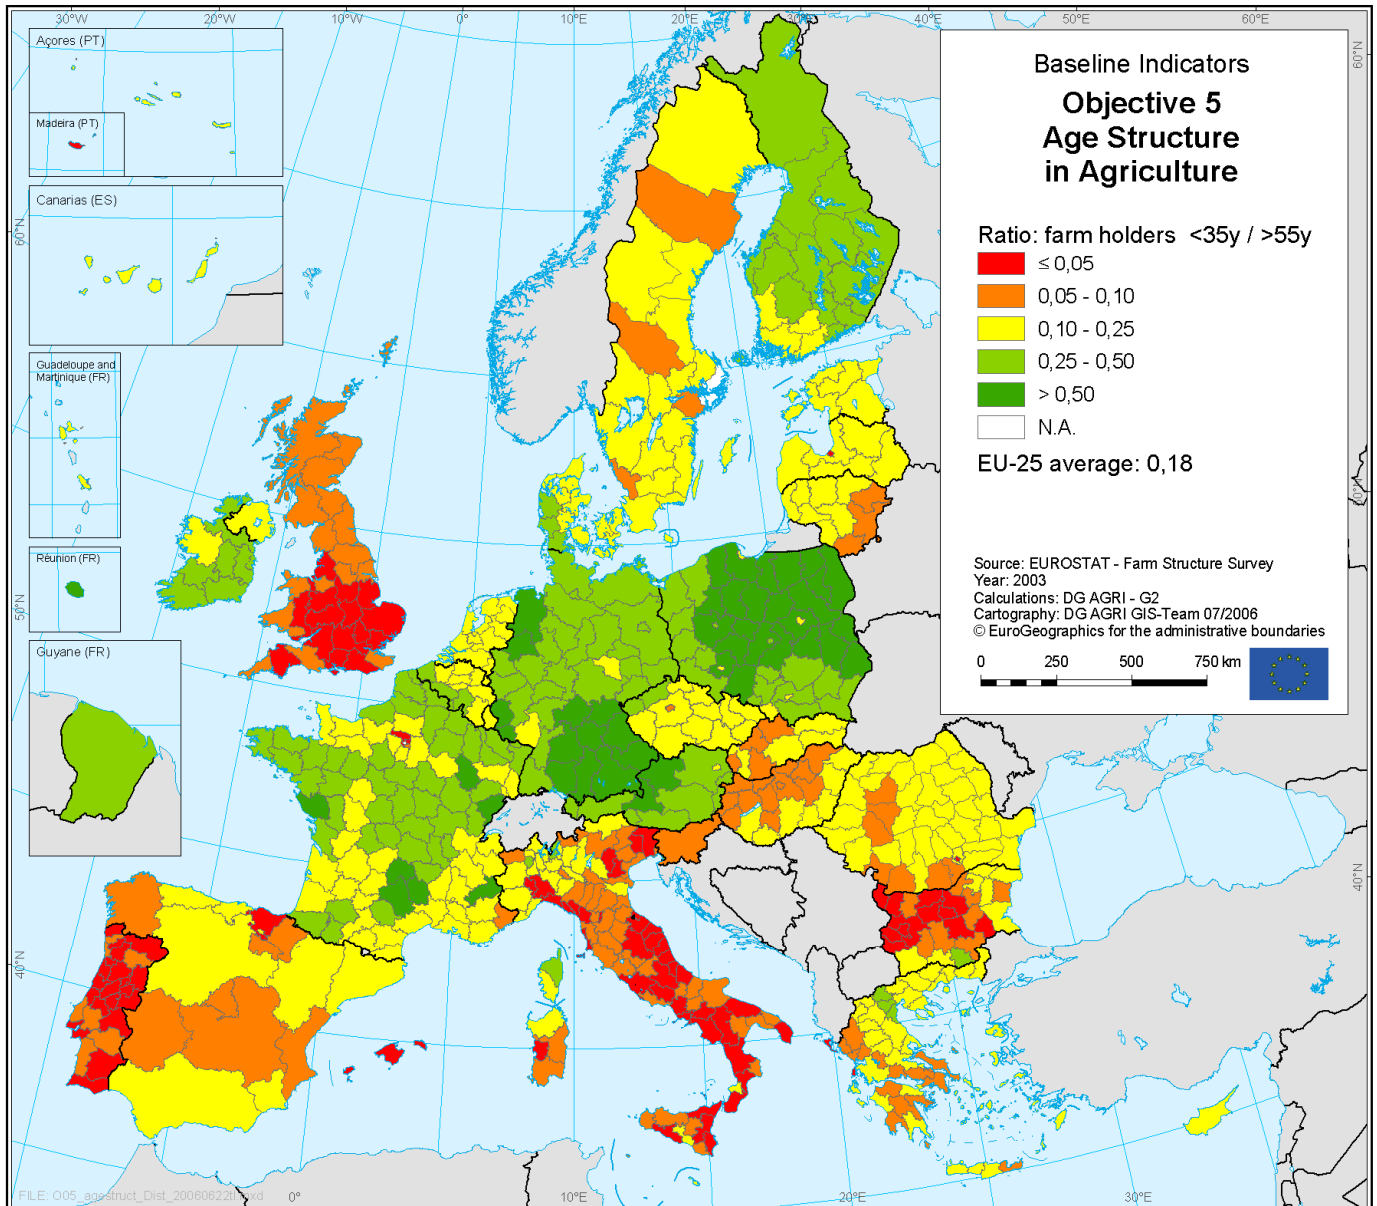 30°W 20°W 10°W 0° 10°E 20°E 30°E 40°E 50°E 60°E
Açores (PT)
Madeira (PT)
Canarias (ES)
Guadeloupe and
Martinique (FR)
Réunion (FR)
Guyane (FR)
Baseline Indicators
Objective 5
Age Structure
in Agriculture
Ratio: farm holders <35y / >55y
≤ 0,05
0,05 - 0,10
0,10 - 0,25
0,25 - 0,50
> 0,50
N.A.
EU-25 average: 0,18
Source: EUROSTAT - Farm Structure Survey
Year: 2003
Calculations: DG AGRI - G2
Cartography: DG AGRI GIS-Team 07/2006
© EuroGeographics for the administrative boundaries
0 250 500 750 km
60°N
50°N
40°N
60°N
50°N
40°N
0° 10°E 20°E 30°E